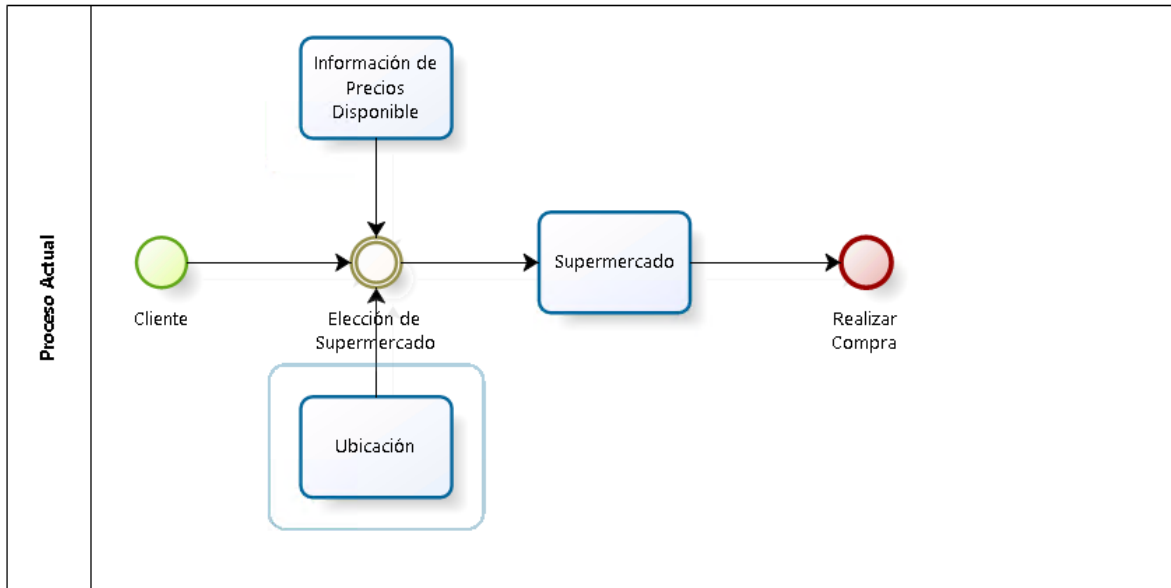 Proceso Actual
Información de
Precios
Disponible
Cliente
Elección de
Supermercado
Supermercado
Realizar
Compra
Ubicación